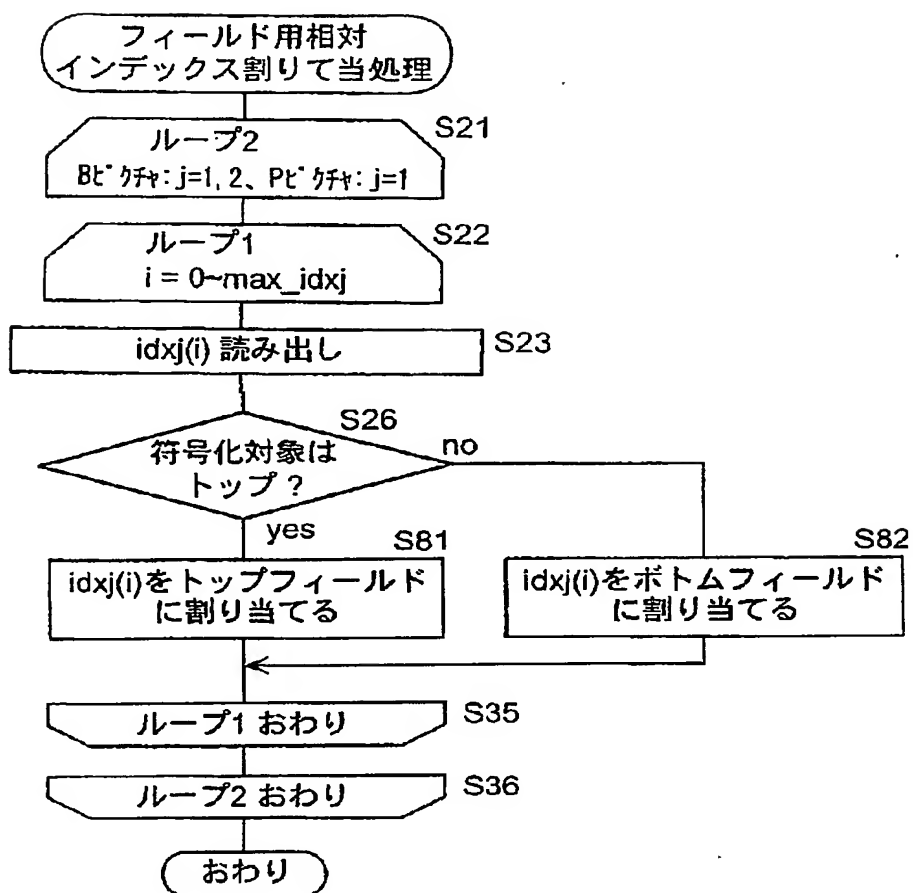 フィールド用相対
インデックス割りて当処理
S21
ループ2
Bピクチャ:j=1, 2、Pピクチャ:j=1
S22
ループ1
i = 0~max_idxj
idxj(i) 読み出し
S23
S26
符号化対象は
トップ?
no
yes
S81
idxj(i)をトップフィールド
に割り当てる
S82
idxj(i)をボトムフィールド
に割り当てる
ループ1 おわり
S35
ループ2 おわり
S36
おわり